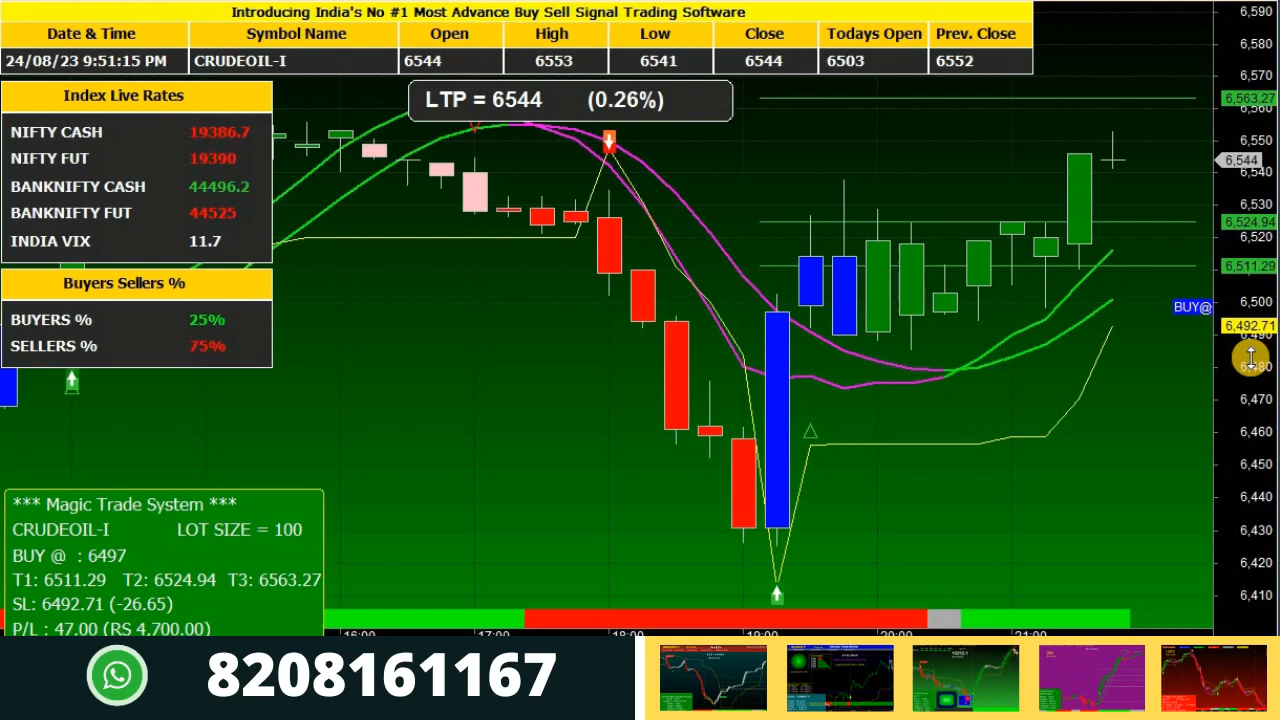 Introducing India's No #1 Most Advance Buy Sell Signal Trading Software
Date & Time Symbol Name Open High Low Close Todays Open Prev. Close
24/08/23 9:51:15 PM CRUDEOIL-I 6544 6553 6541 6544 6503 6552
LTP = 6544 (0.26%)
Index Live Rates
NIFTY CASH 19386.7
NIFTY FUT 19390
BANKNIFTY CASH 44496.2
BANKNIFTY FUT 44525
INDIA VIX 11.7
Buyers Sellers %
BUYERS % 25%
SELLERS % 75%
*** Magic Trade System ***
CRUDEOIL-I LOT SIZE = 100
BUY @ : 6497
T1: 6511.29 T2: 6524.94 T3: 6563.27
SL: 6492.71 (-26.65)
P/L : 47.00 (RS 4,700.00)
6,590
6,580
6,570
6,563.27
6,560
6,550
6,544
6,540
6,530
6,524.94
6,520
6,511.29
6,500
BUY@
6,492.71
6,490
6,480
6,470
6,460
6,450
6,440
6,430
6,420
6,410
16:00 17:00 18:00 19:00 20:00 21:00
8208161167